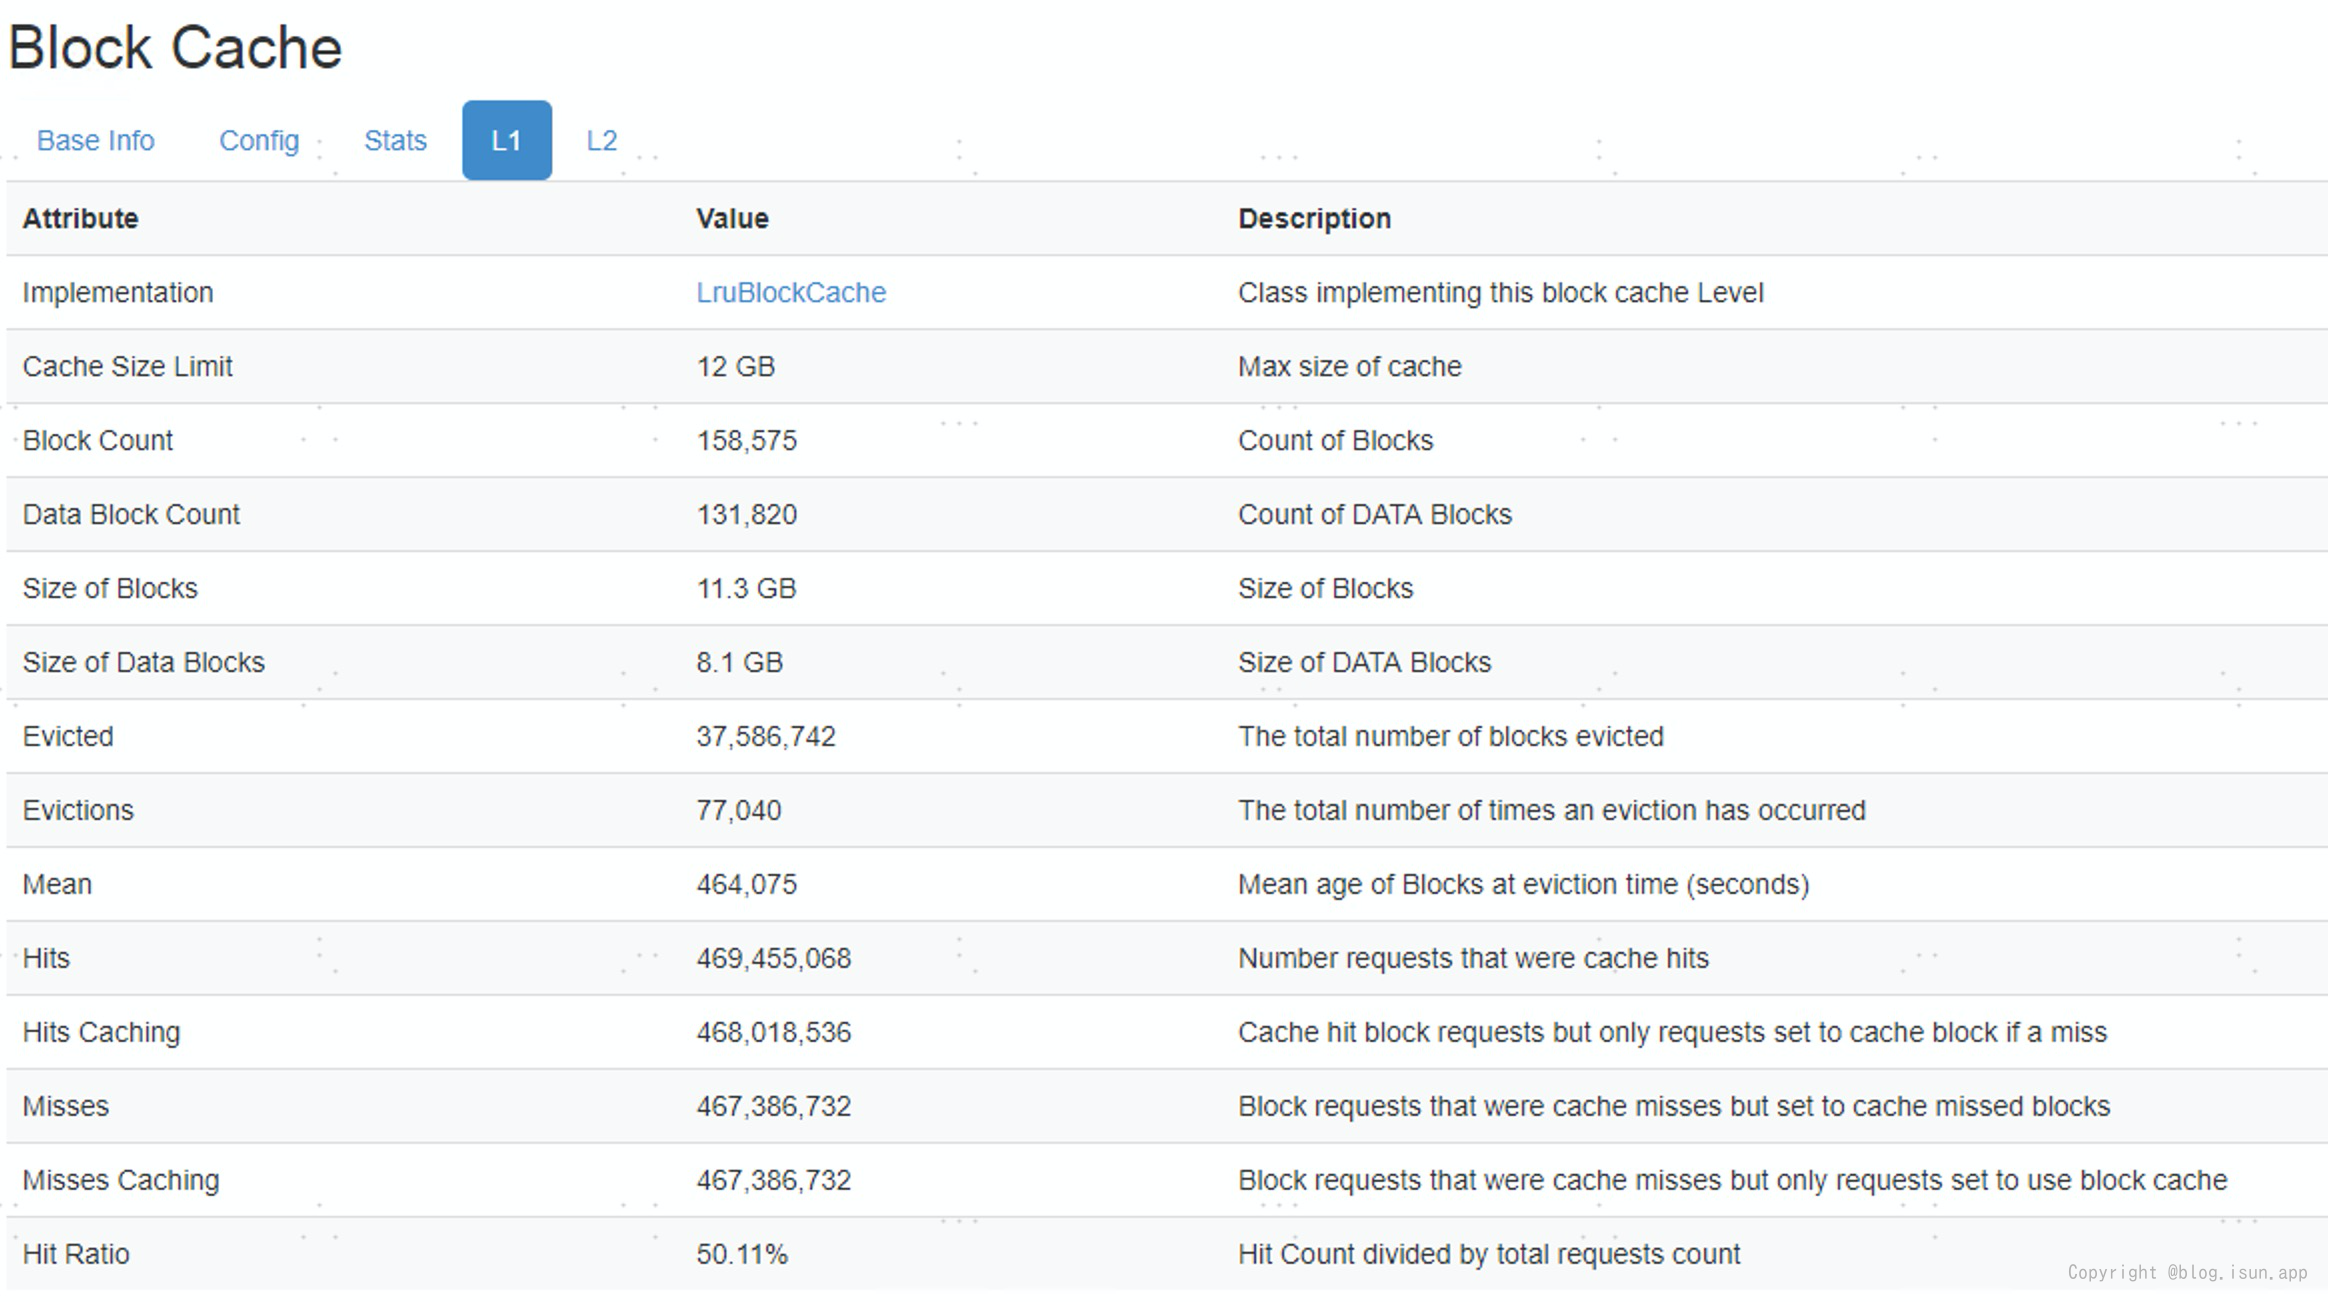 Block Cache
Base Info Config Stats L1 L2
Attribute Value Description
Implementation LruBlockCache Class implementing this block cache Level
Cache Size Limit 12 GB Max size of cache
Block Count 158,575 Count of Blocks
Data Block Count 131,820 Count of DATA Blocks
Size of Blocks 11.3 GB Size of Blocks
Size of Data Blocks 8.1 GB Size of DATA Blocks
Evicted 37,586,742 The total number of blocks evicted
Evictions 77,040 The total number of times an eviction has occurred
Mean 464,075 Mean age of Blocks at eviction time (seconds)
Hits 469,455,068 Number requests that were cache hits
Hits Caching 468,018,536 Cache hit block requests but only requests set to cache block if a miss
Misses 467,386,732 Block requests that were cache misses but set to cache missed blocks
Misses Caching 467,386,732 Block requests that were cache misses but only requests set to use block cache
Hit Ratio 50.11% Hit Count divided by total requests count
Copyright @blog.isun.app